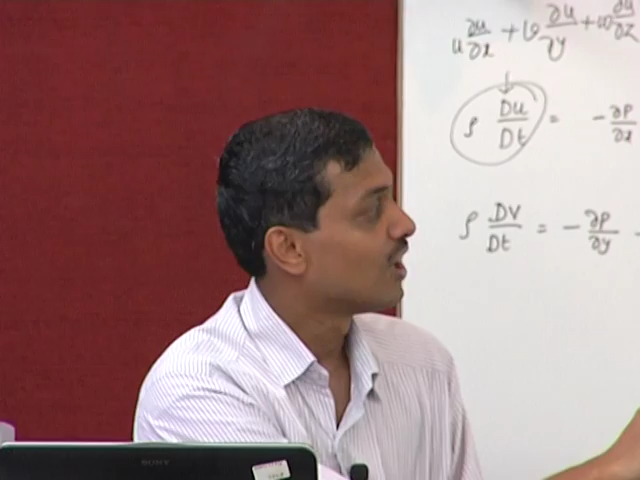 u ∂u/∂x + v ∂u/∂y + w ∂u/∂z
ρ Du/Dt = - ∂P/∂x
ρ DV/Dt = - ∂P/∂y -
SONY